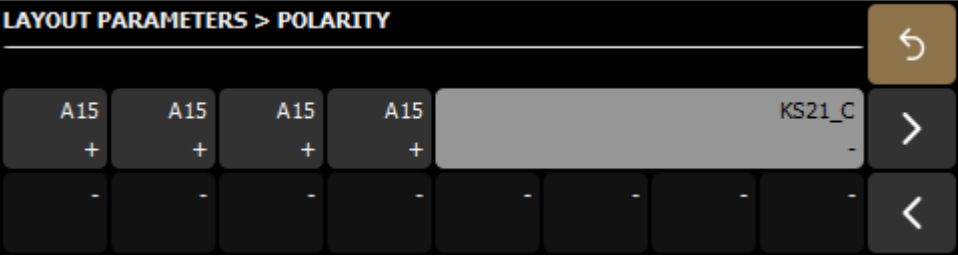 LAYOUT PARAMETERS > POLARITY
A15 A15 A15 A15 KS21_C
+ + + + -
- - - - - - - -